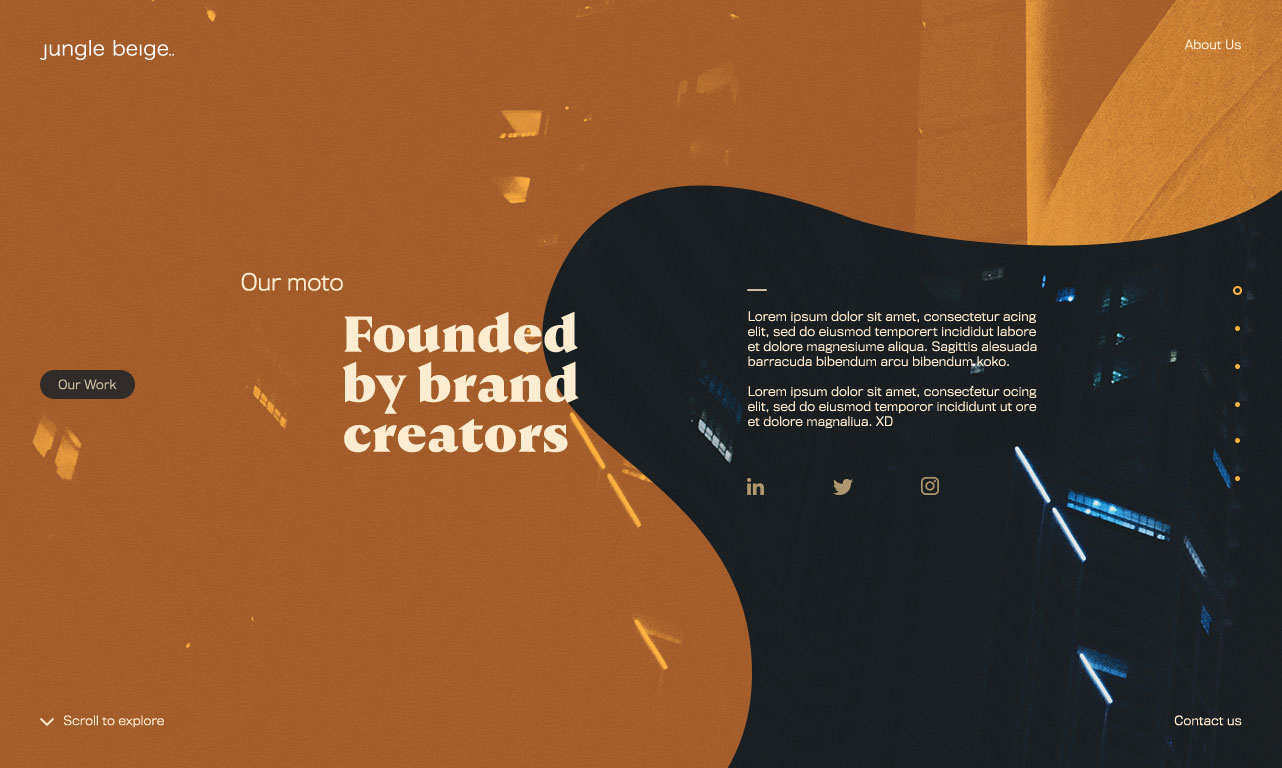 jungle beige..
About Us
Our moto
Founded
by brand
creators
Our Work
Lorem ipsum dolor sit amet, consectetur acing
elit, sed do eiusmod temporert incididut labore
et dolore magnesiume aliqua. Sagittis alesuada
barracuda bibendum arcu bibendum.koko.
Lorem ipsum dolor sit amet, consecfetur ocing
elit, sed do eiusmod temporor incididunt ut ore
et dolore magnaliua. XD
in
Scroll to explore
Contact us